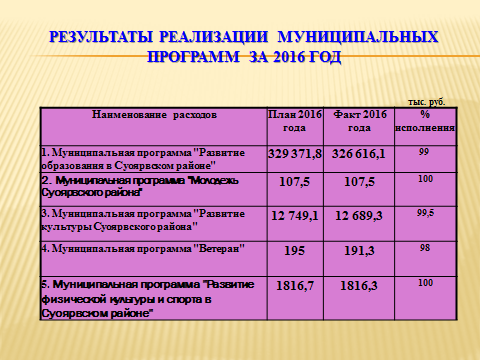 РЕЗУЛЬТАТЫ РЕАЛИЗАЦИИ МУНИЦИПАЛЬНЫХ
ПРОГРАММ ЗА 2016 ГОД
тыс. руб.
Наименование расходов План 2016 года Факт 2016 года % исполнения
1. Муниципальная программа "Развитие образования в Суоярвском районе" 329 371,8 326 616,1 99
2. Муниципальная программа "Молодежь Суоярвского района" 107,5 107,5 100
3. Муниципальная программа "Развитие культуры Суоярвского района" 12 749,1 12 689,3 99,5
4. Муниципальная программа "Ветеран" 195 191,3 98
5. Муниципальная программа "Развитие физической культуры и спорта в Суоярвском районе" 1816,7 1816,3 100